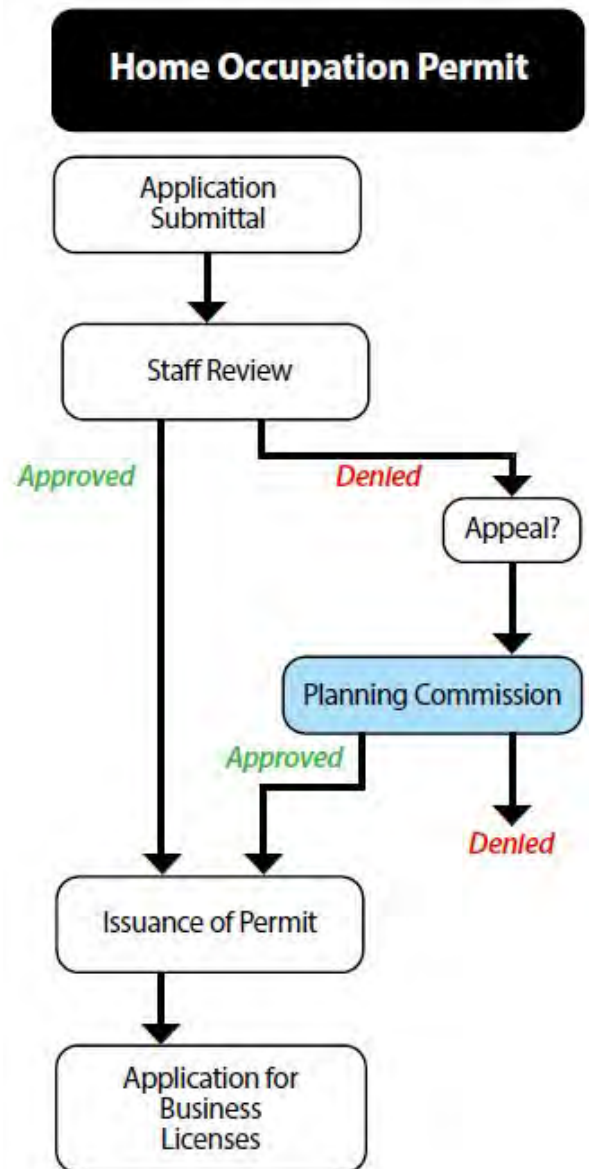 Home Occupation Permit
Application
Submittal
Staff Review
Approved
Denied
Appeal?
Planning Commission
Approved
Denied
Issuance of Permit
Application for
Business
Licenses